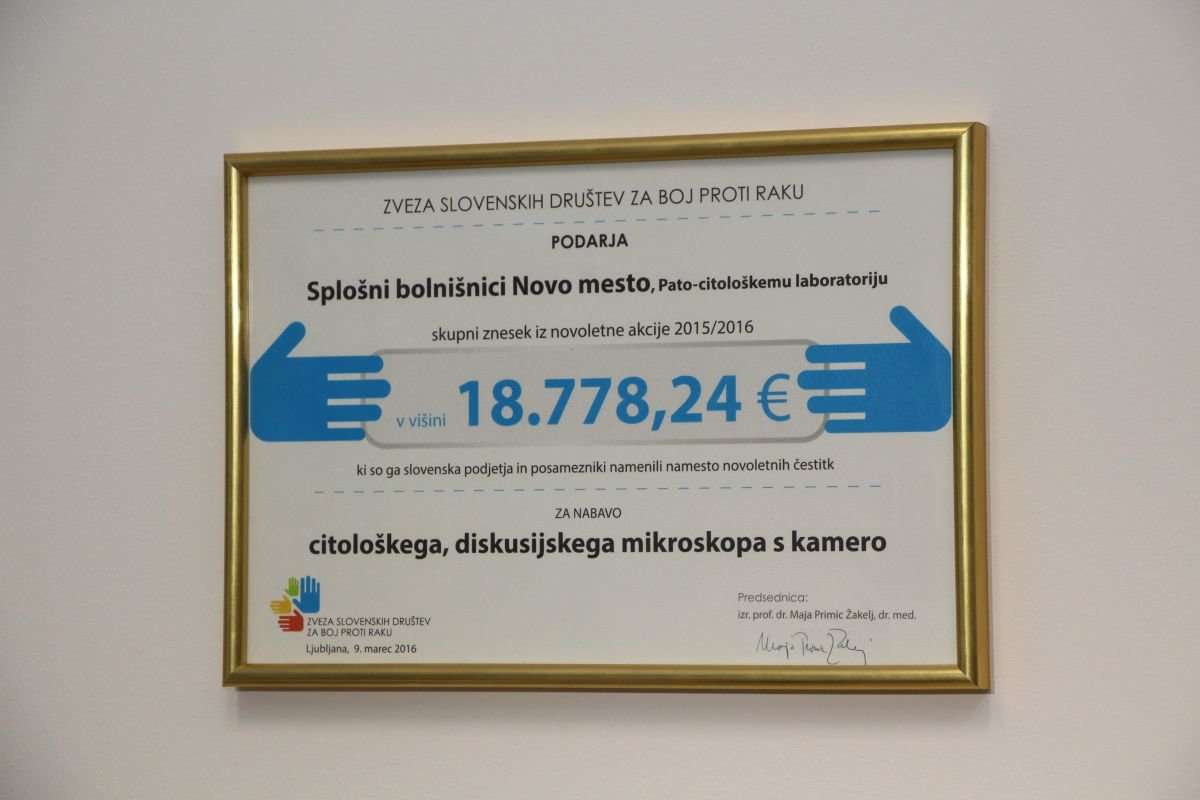 ZVEZA SLOVENSKIH DRUŠTEV ZA BOJ PROTI RAKU
PODARJA
Splošni bolnišnici Novo mesto, Pato-citološkemu laboratoriju
skupni znesek iz novoletne akcije 2015/2016
v višini 18.778,24 €
ki so ga slovenska podjetja in posamezniki namenili namesto novoletnih čestitk
ZA NABAVO
citološkega, diskusijskega mikroskopa s kamero
ZVEZA SLOVENSKIH DRUŠTEV
ZA BOJ PROTI RAKU
Ljubljana, 9. marec 2016
Predsednica:
izr. prof. dr. Maja Primic Žakelj, dr. med.